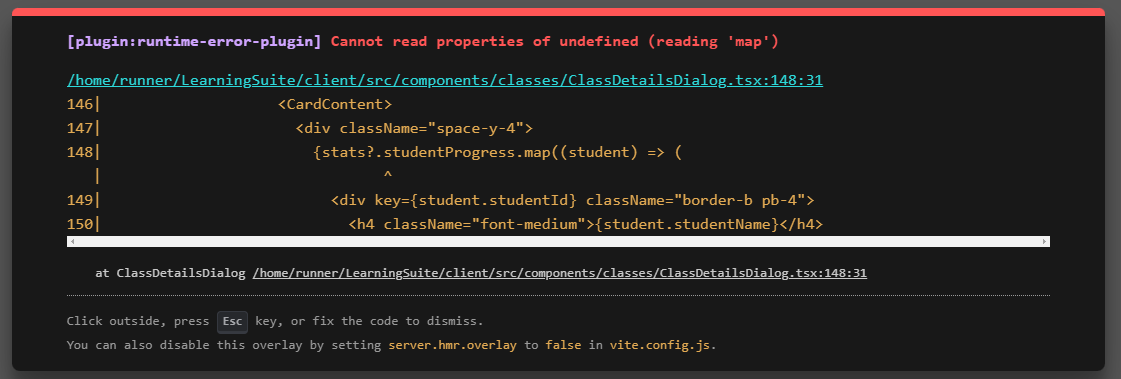 [plugin:runtime-error-plugin] Cannot read properties of undefined (reading 'map')
/home/runner/LearningSuite/client/src/components/classes/ClassDetailsDialog.tsx:148:31
146|                    <CardContent>
147|                      <div className="space-y-4">
148|                        {stats?.studentProgress.map((student) => (
   |                                ^
149|                          <div key={student.studentId} className="border-b pb-4">
150|                            <h4 className="font-medium">{student.studentName}</h4>
at ClassDetailsDialog /home/runner/LearningSuite/client/src/components/classes/ClassDetailsDialog.tsx:148:31
Click outside, press Esc key, or fix the code to dismiss.
You can also disable this overlay by setting server.hmr.overlay to false in vite.config.js.